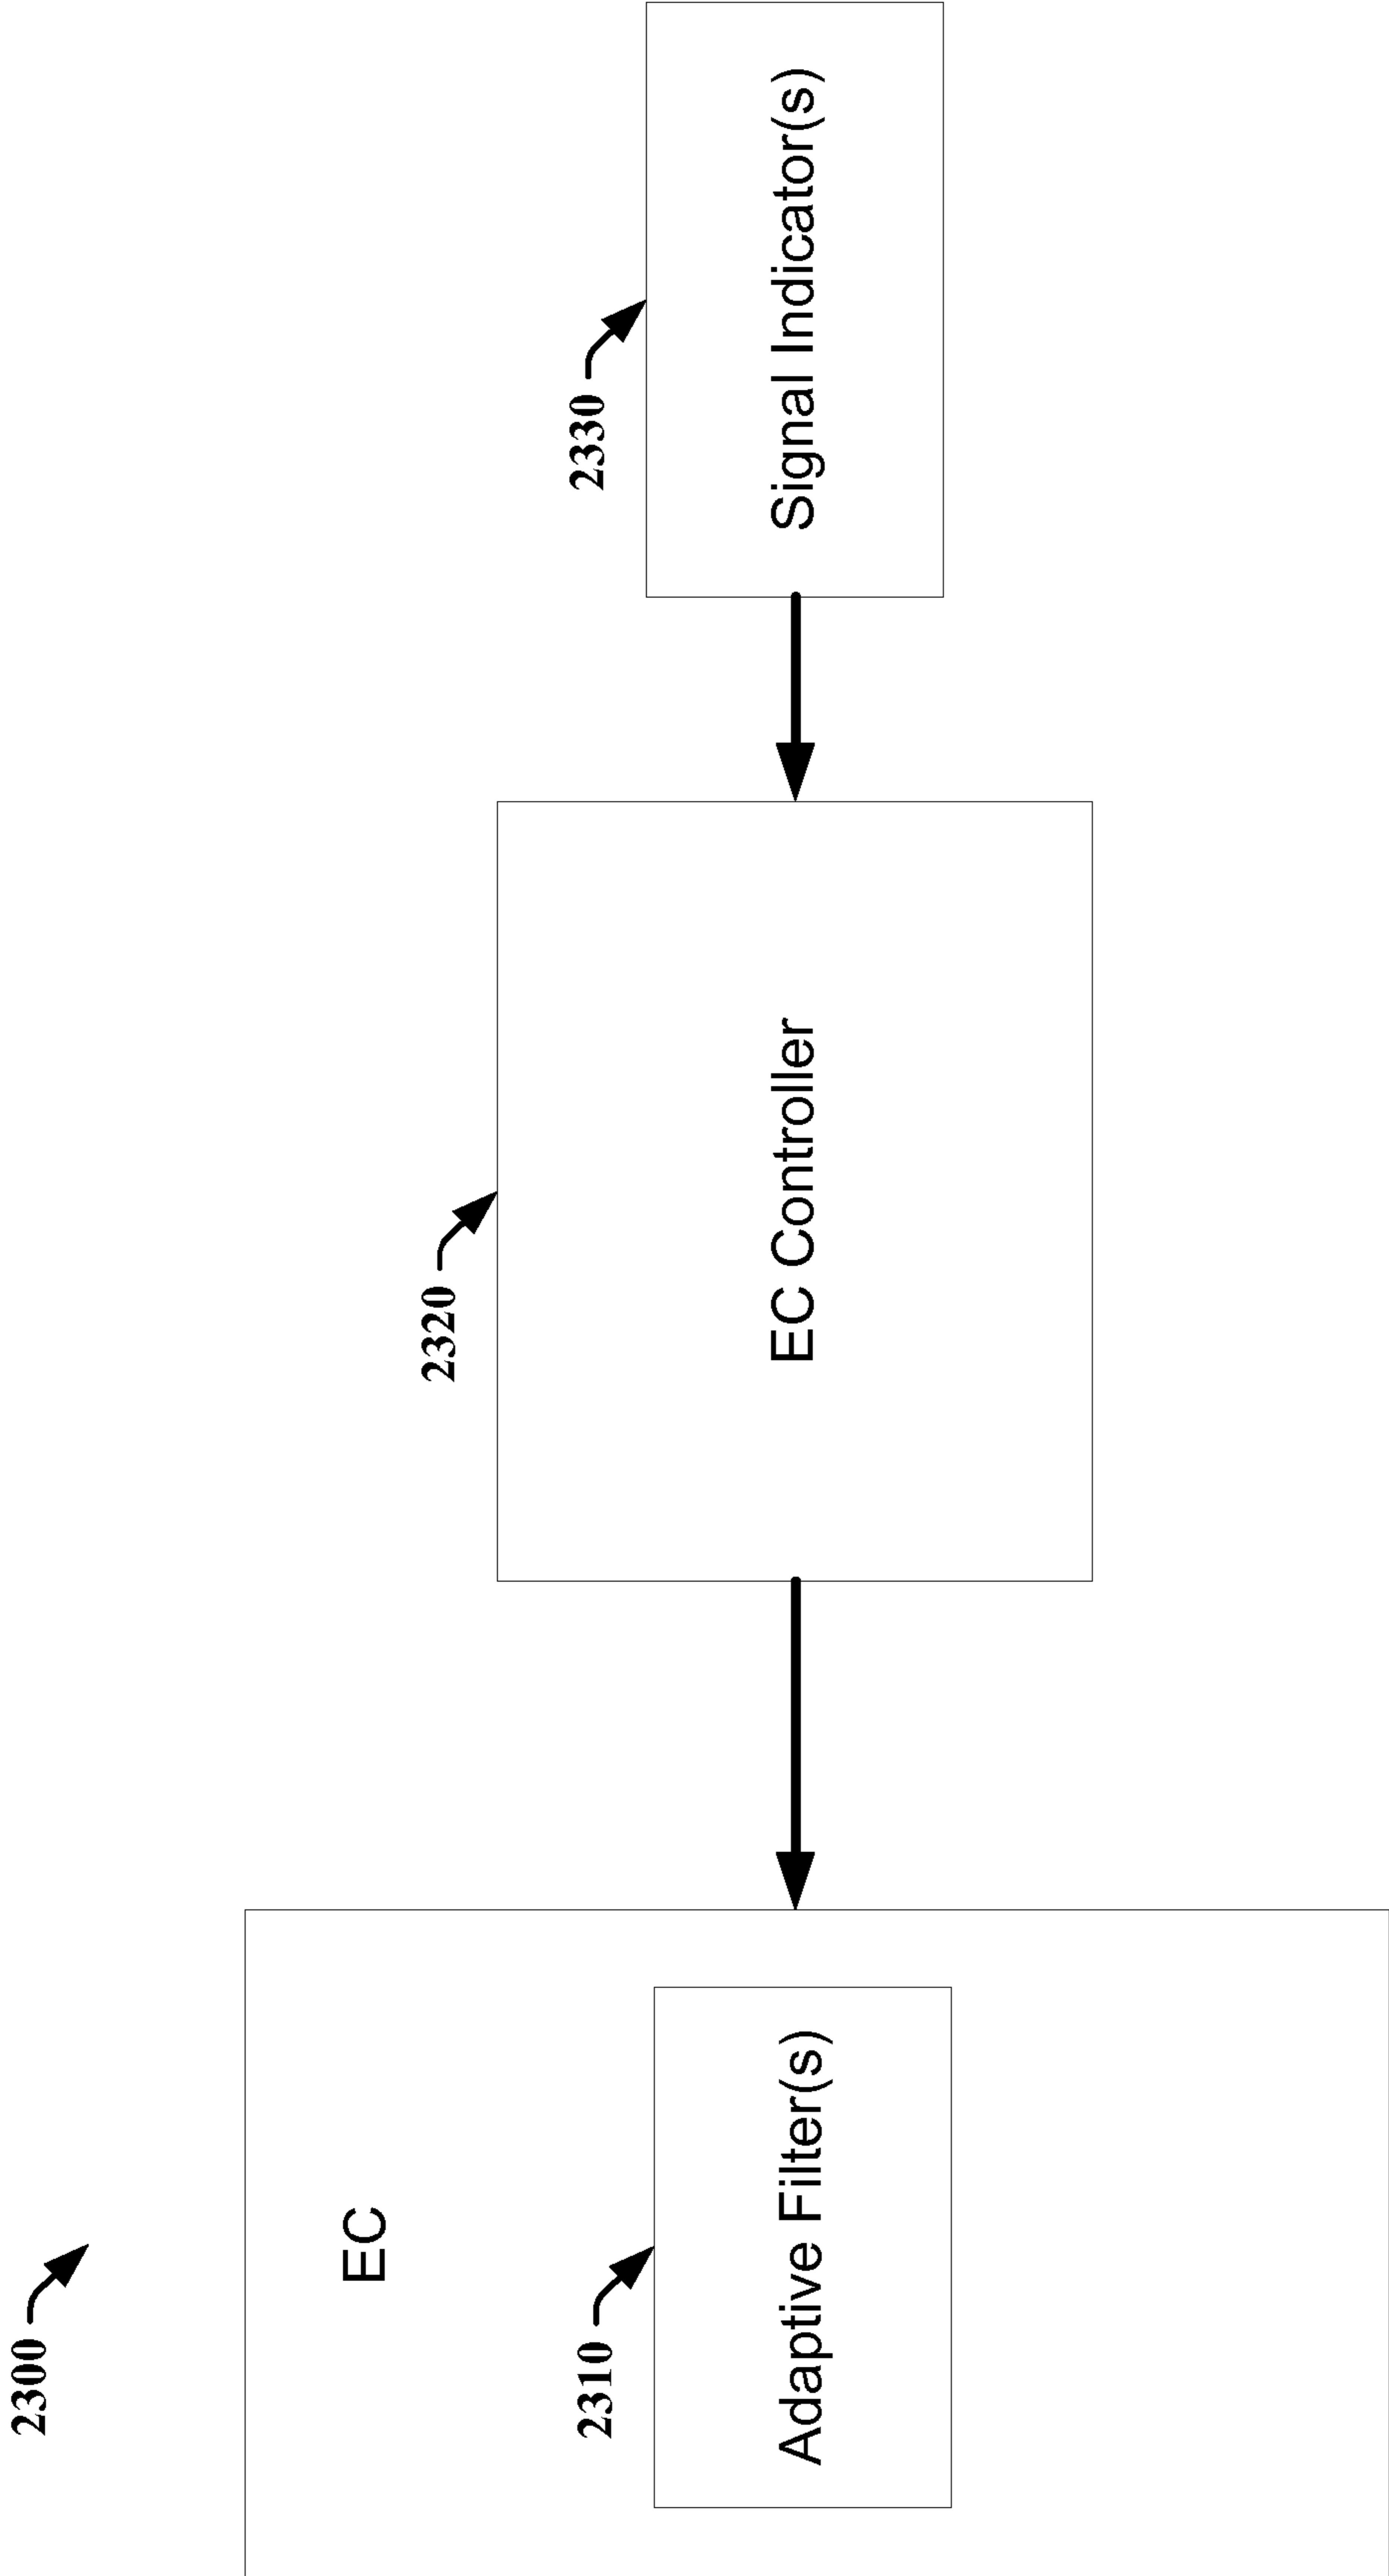 2300
EC
2310
Adaptive Filter(s)
2320
EC Controller
2330
Signal Indicator(s)